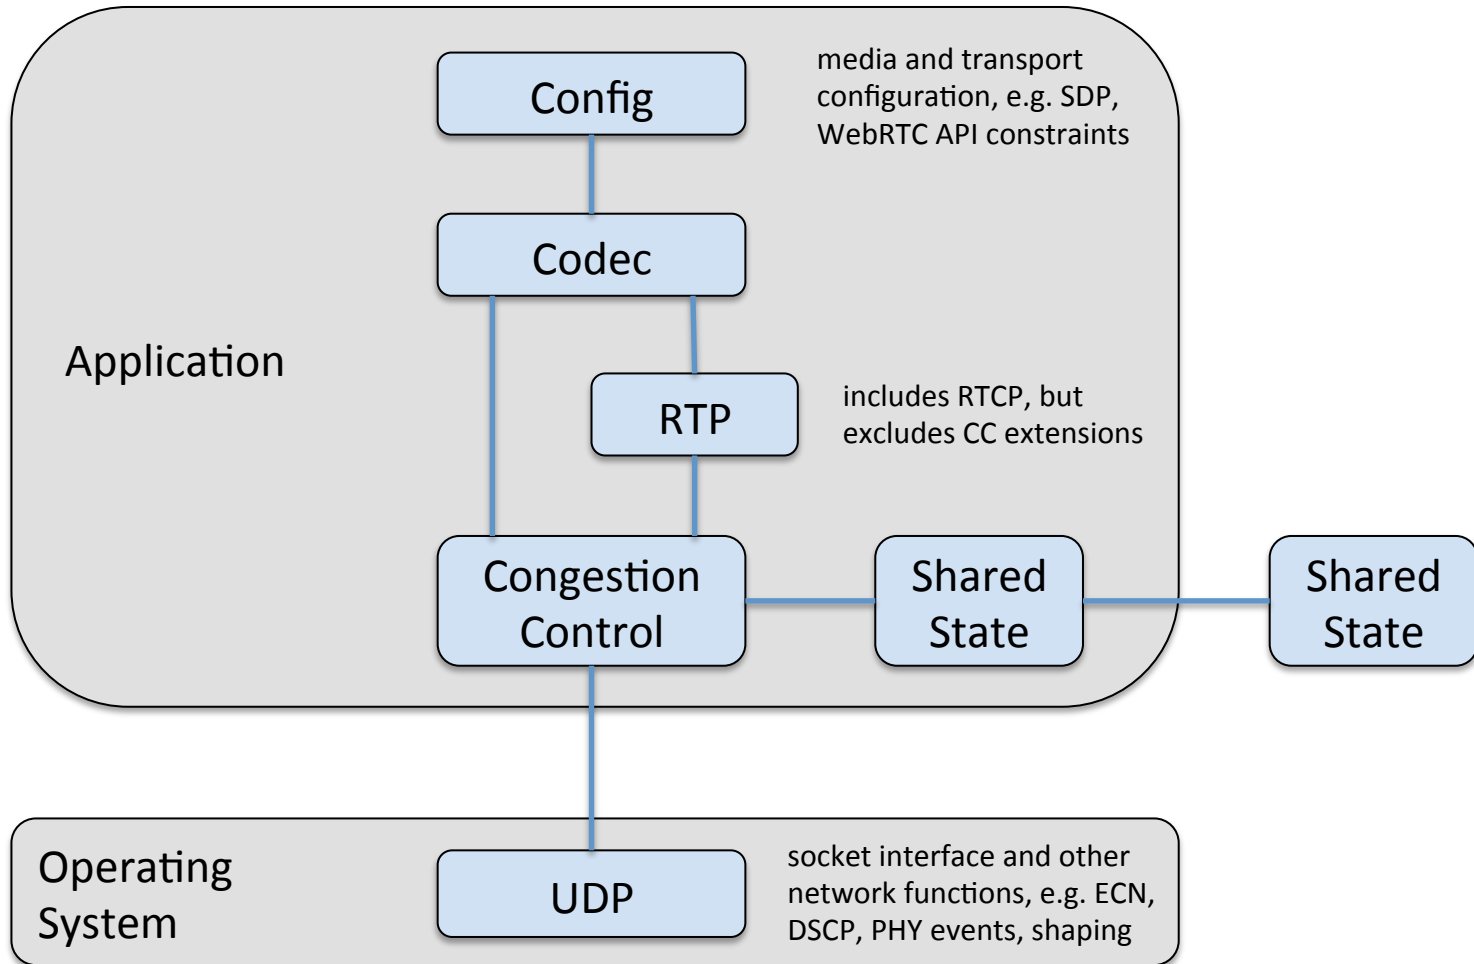 Config
media and transport
configuration, e.g. SDP,
WebRTC API constraints
Codec
Application
RTP
includes RTCP, but
excludes CC extensions
Congestion
Control
Shared
State
Shared
State
Operating
System
UDP
socket interface and other
network functions, e.g. ECN,
DSCP, PHY events, shaping